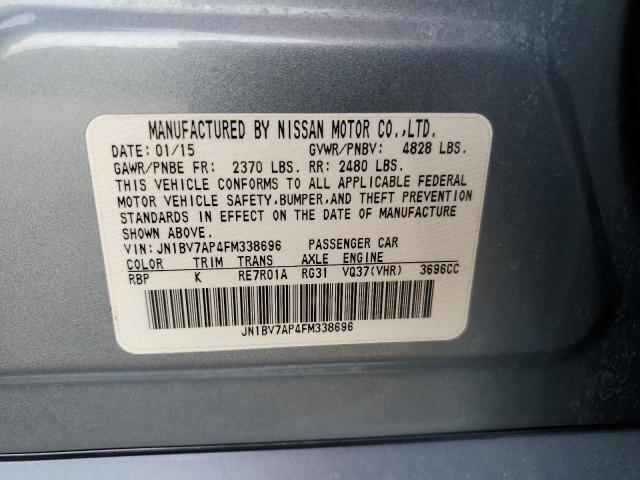 MANUFACTURED BY NISSAN MOTOR CO.,LTD.
DATE: 01/15 GVWR/PNBV: 4828 LBS.
GAWR/PNBE FR: 2370 LBS. RR: 2480 LBS.
THIS VEHICLE CONFORMS TO ALL APPLICABLE FEDERAL
MOTOR VEHICLE SAFETY,BUMPER,AND THEFT PREVENTION
STANDARDS IN EFFECT ON THE DATE OF MANUFACTURE
SHOWN ABOVE.
VIN: JN1BV7AP4FM338696 PASSENGER CAR
COLOR TRIM TRANS AXLE ENGINE
RBP K RE7R01A RG31 VQ37(VHR) 3696CC
JN1BV7AP4FM338696